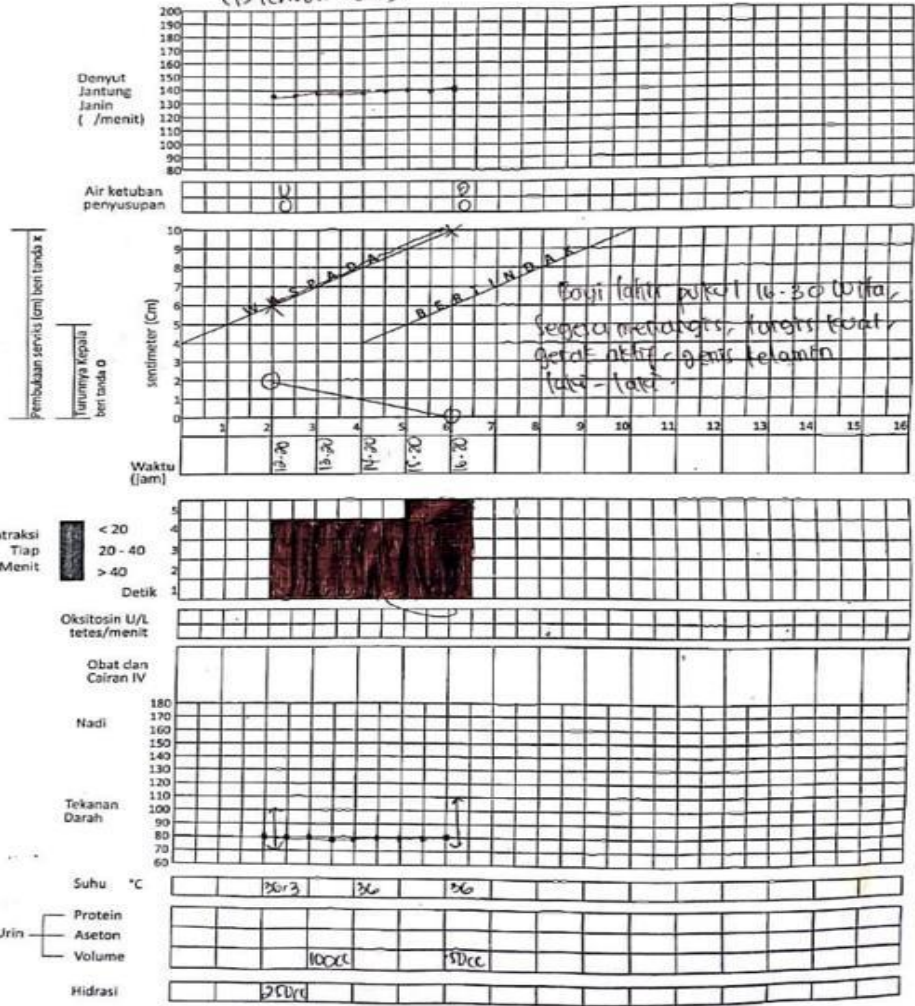 200
190
180
170
160
150
140
130
120
110
100
90
80
Denyut
Jantung
Janin
( /menit)
Air ketuban
penyusupan
U
O
O
Pembukaan serviks (cm) beri tanda x
Turunnya Kepala
beri tanda O
sentimeter (Cm)
10
9
8
7
6
5
4
3
2
1
0
WASPADA
BERTINDAK
Bayi lahir pukul 16-30 Wita,
segera menangis, tangis kuat,
gerak aktif, jenis kelamin
laki-laki.
1 2 3 4 5 6 7 8 9 10 11 12 13 14 15 16
Waktu
(Jam)
12.20 13.20 14.20 15.20 16.20
ntraksi
Tiap
Menit
< 20
20 - 40
> 40
Detik
5
4
3
2
1
Oksitosin U/L
tetes/menit
Obat dan
Cairan IV
Nadi
Tekanan
Darah
180
170
160
150
140
130
120
110
100
90
80
70
60
Suhu °C
36,3 36 36
Urin
Protein
Aseton
Volume
100cc 50cc
Hidrasi
250cc